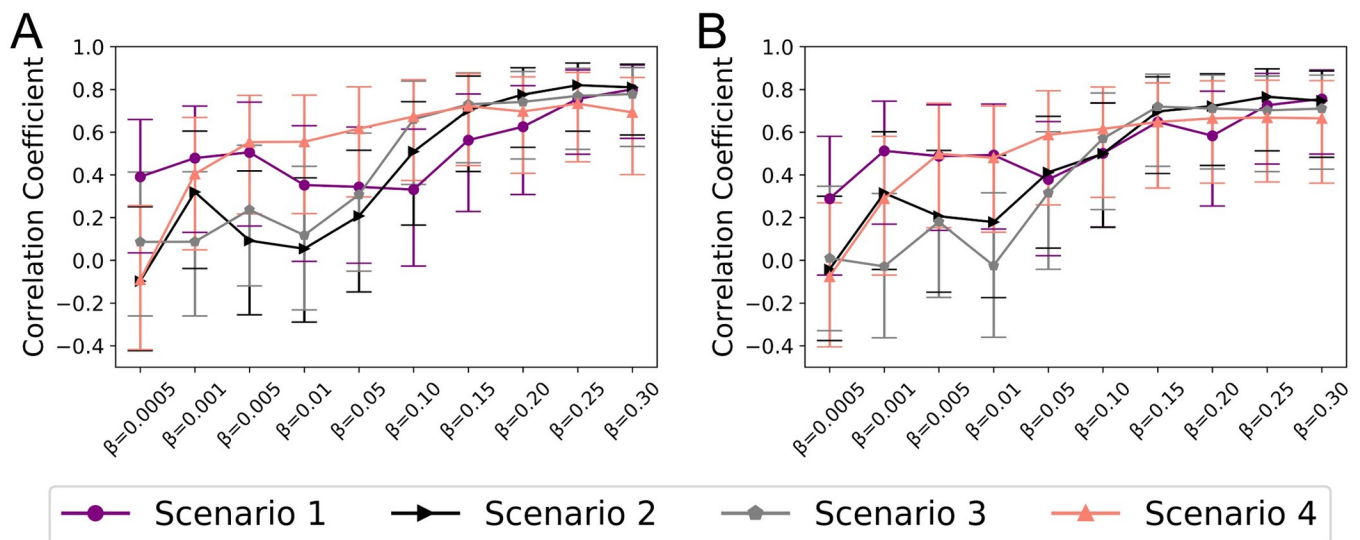 A
Correlation Coefficient
1.0
0.8
0.6
0.4
0.2
0.0
−0.2
−0.4
β=0.0005
β=0.001
β=0.005
β=0.01
β=0.05
β=0.10
β=0.15
β=0.20
β=0.25
β=0.30
B
Correlation Coefficient
1.0
0.8
0.6
0.4
0.2
0.0
−0.2
−0.4
β=0.0005
β=0.001
β=0.005
β=0.01
β=0.05
β=0.10
β=0.15
β=0.20
β=0.25
β=0.30
Scenario 1 Scenario 2 Scenario 3 Scenario 4